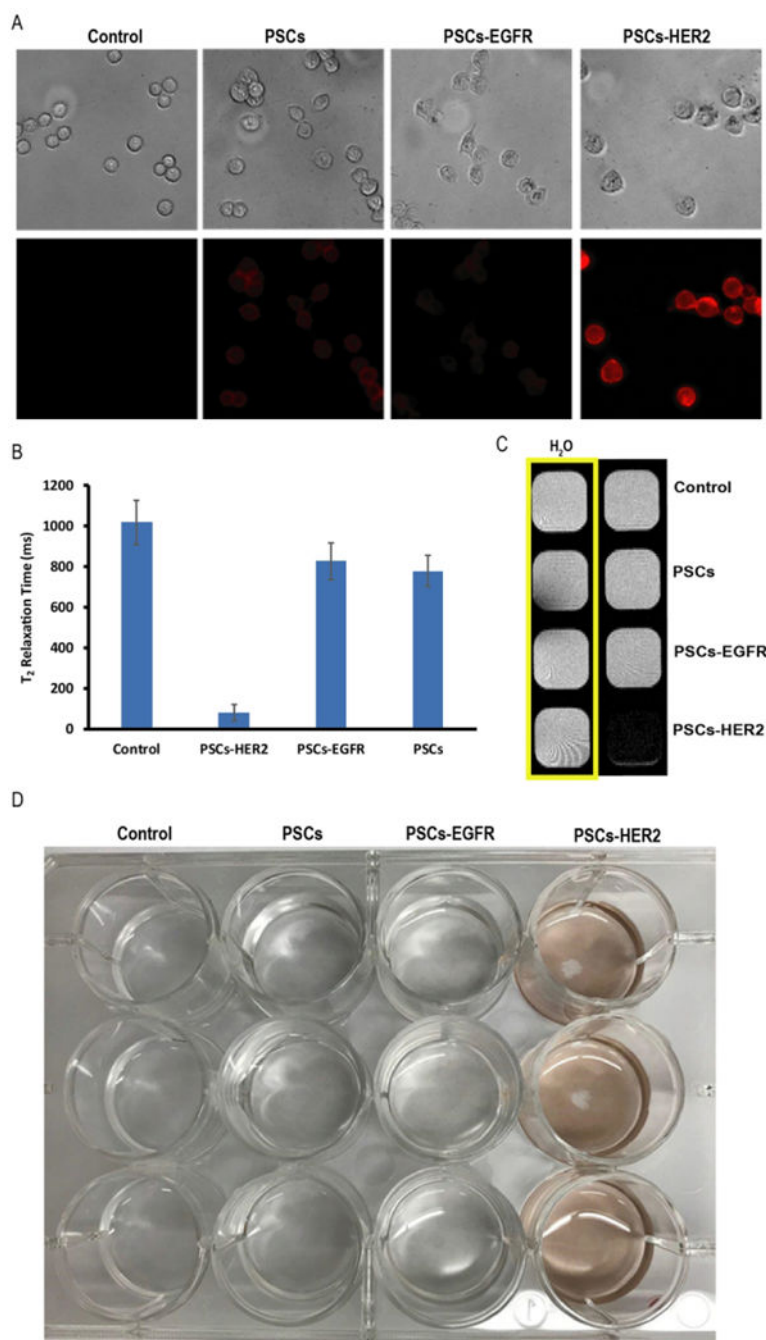 A
Control PSCs PSCs-EGFR PSCs-HER2
B
1200
1000
800
600
400
200
0
T₂ Relaxation Time (ms)
Control PSCs-HER2 PSCs-EGFR PSCs
C
H₂O
Control
PSCs
PSCs-EGFR
PSCs-HER2
D
Control PSCs PSCs-EGFR PSCs-HER2